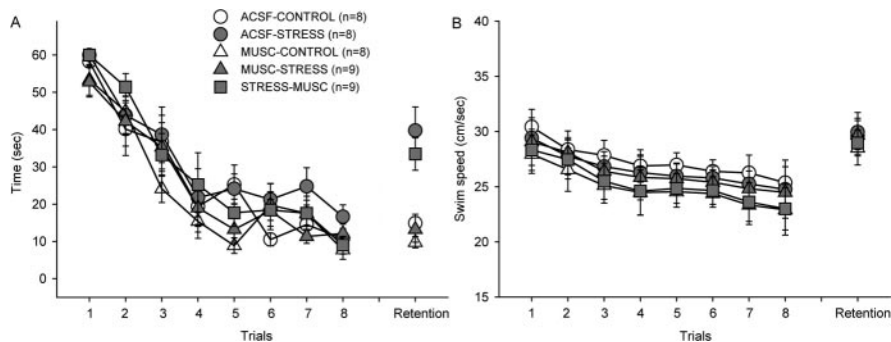 A
ACSF-CONTROL (n=8)
ACSF-STRESS (n=8)
MUSC-CONTROL (n=8)
MUSC-STRESS (n=9)
STRESS-MUSC (n=9)
Time (sec)
60
50
40
30
20
10
0
1 2 3 4 5 6 7 8 Retention
Trials
B
Swim speed (cm/sec)
40
35
30
25
20
15
1 2 3 4 5 6 7 8 Retention
Trials